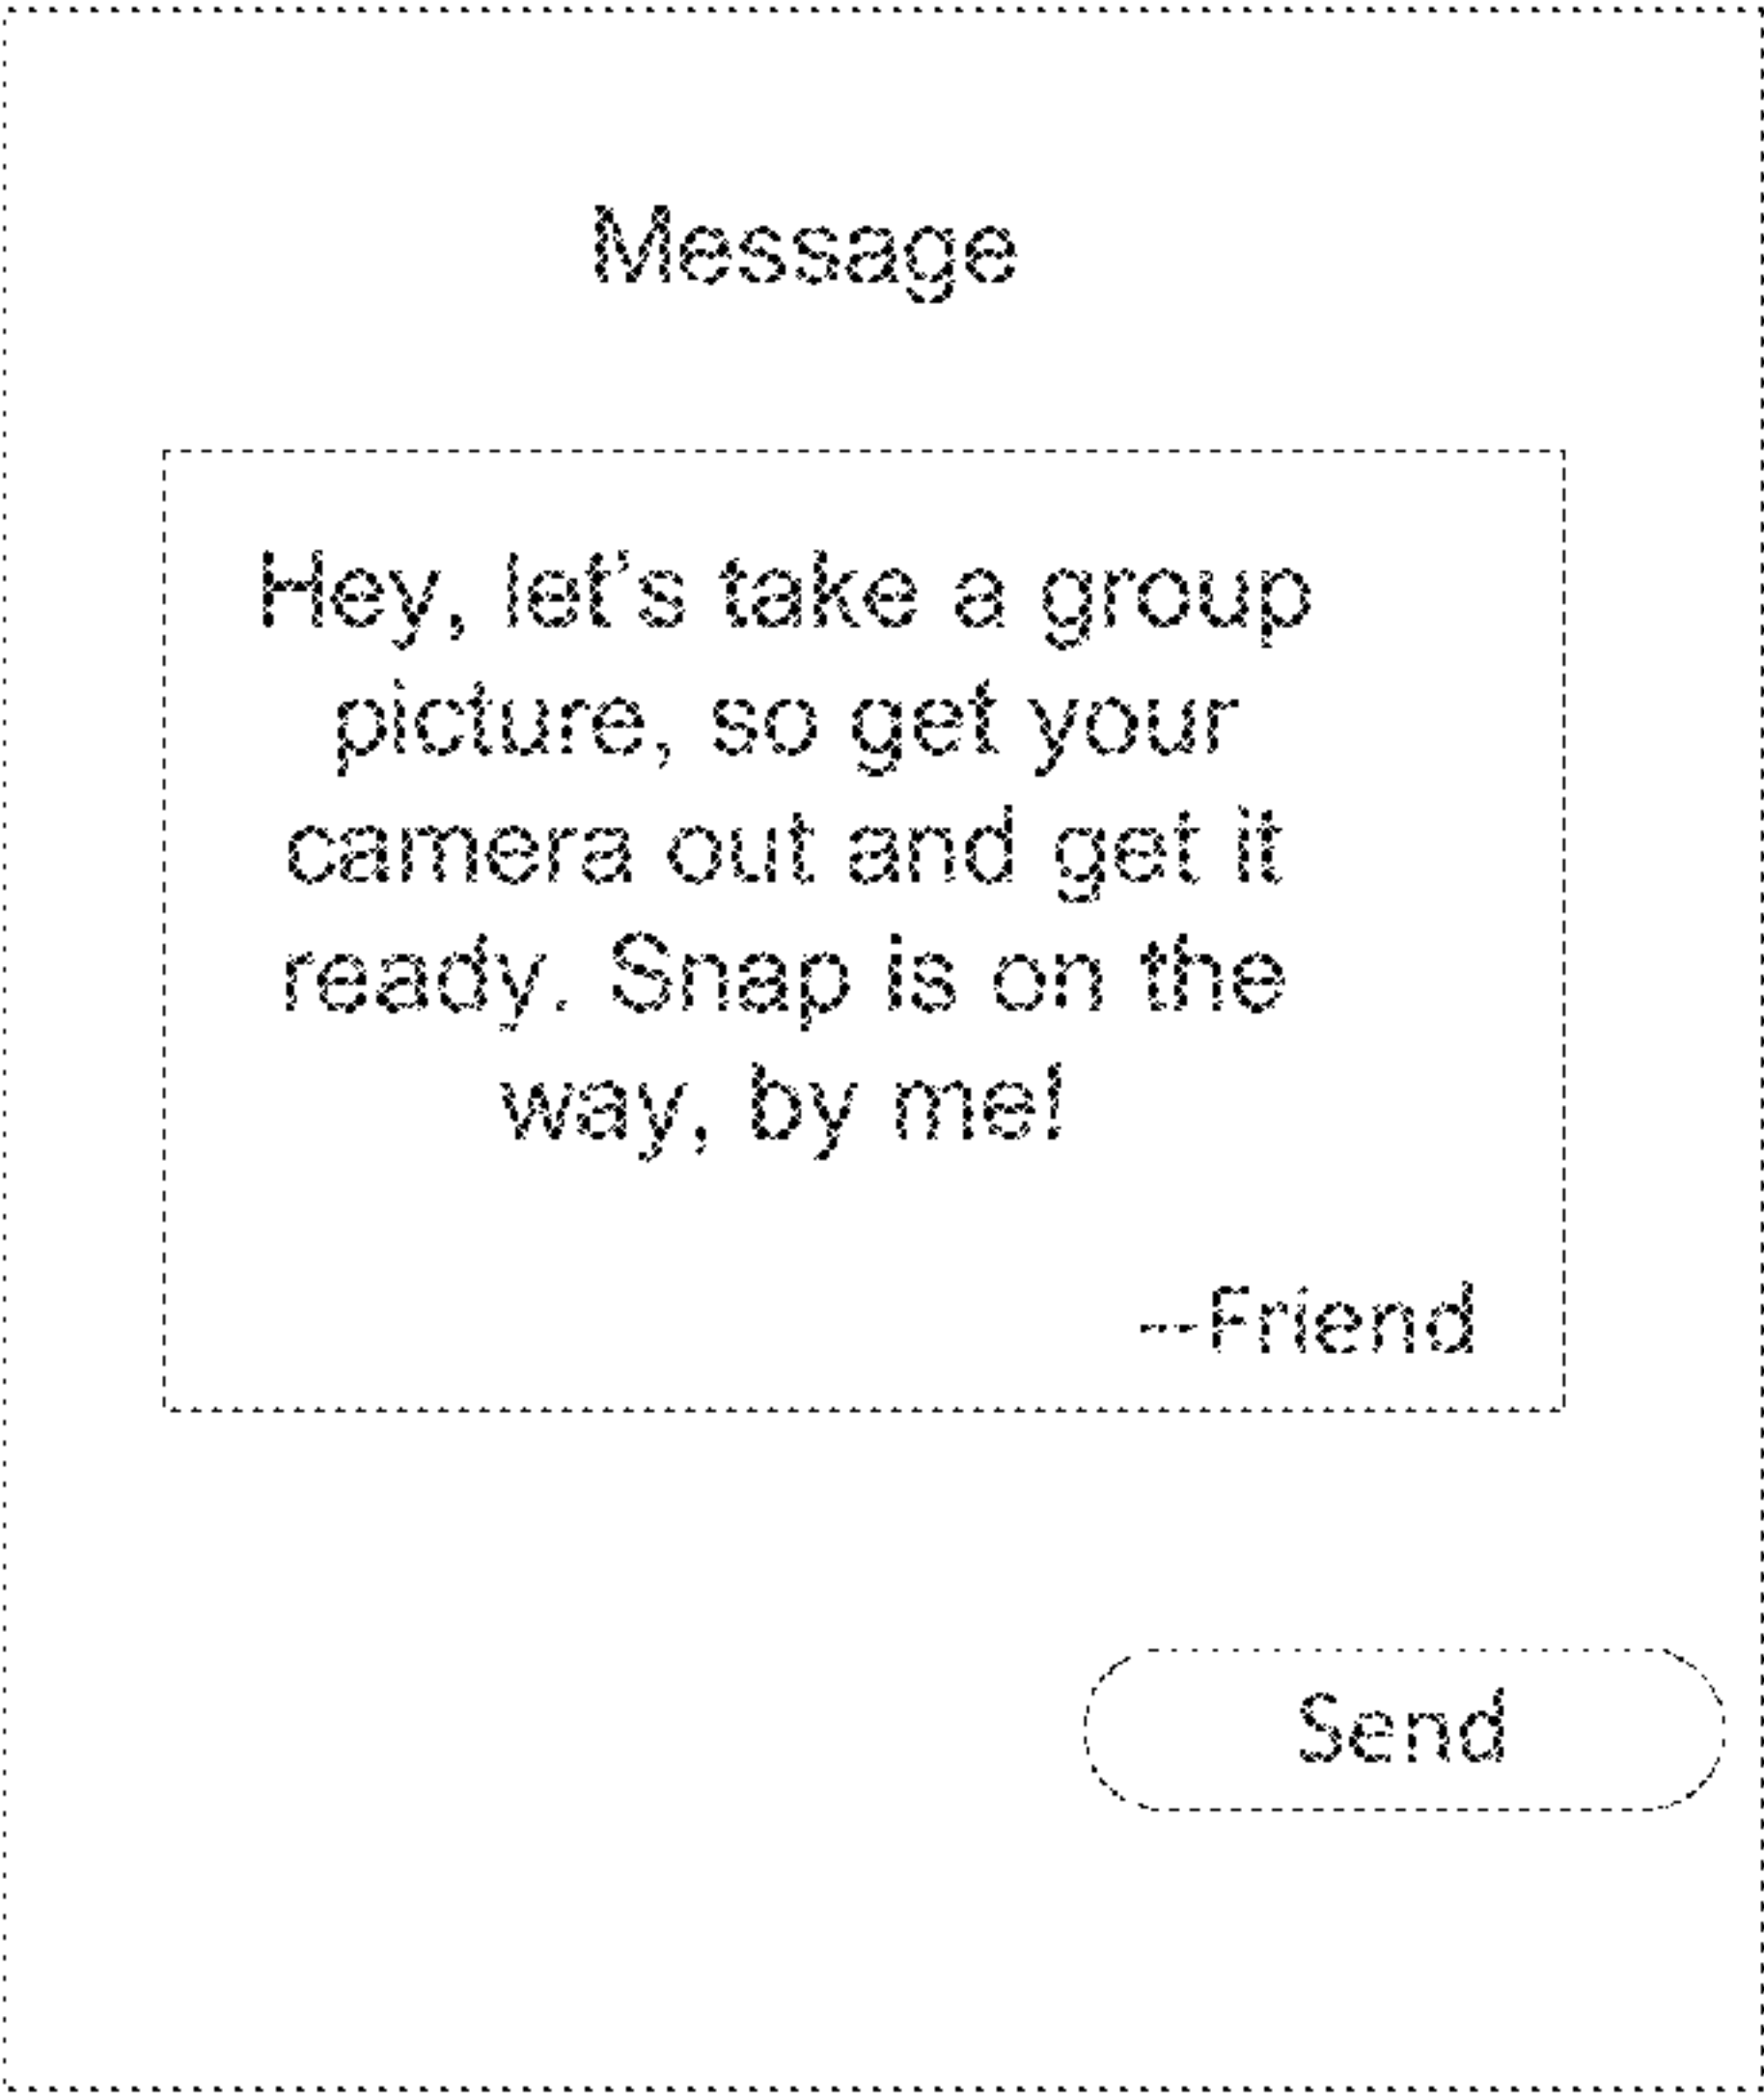 Message
Hey, let's take a group
picture, so get your
camera out and get it
ready. Snap is on the
way, by me!
--Friend
Send